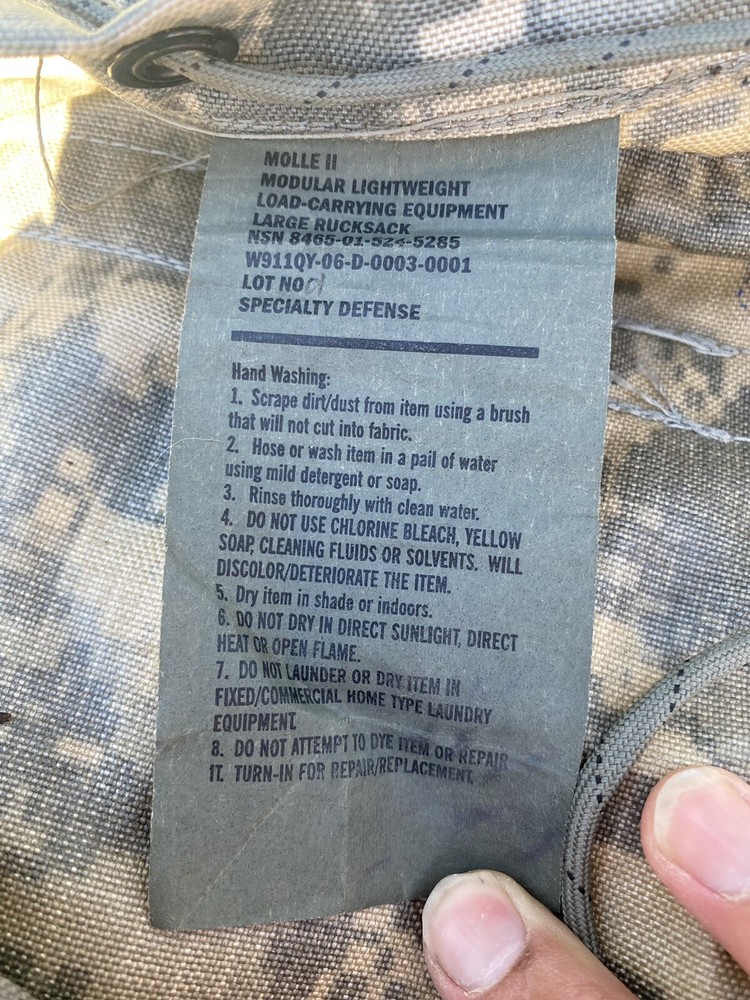 MOLLE II
MODULAR LIGHTWEIGHT
LOAD-CARRYING EQUIPMENT
LARGE RUCKSACK
NSN 8465-01-524-5285
W911QY-06-D-0003-0001
LOT NO
SPECIALTY DEFENSE
Hand Washing:
1. Scrape dirt/dust from item using a brush
that will not cut into fabric.
2. Hose or wash item in a pail of water
using mild detergent or soap.
3. Rinse thoroughly with clean water.
4. DO NOT USE CHLORINE BLEACH, YELLOW
SOAP, CLEANING FLUIDS OR SOLVENTS. WILL
DISCOLOR/DETERIORATE THE ITEM.
5. Dry item in shade or indoors.
6. DO NOT DRY IN DIRECT SUNLIGHT, DIRECT
HEAT OR OPEN FLAME.
7. DO NOT LAUNDER OR DRY ITEM IN
FIXED/COMMERCIAL HOME TYPE LAUNDRY
EQUIPMENT.
8. DO NOT ATTEMPT TO DYE ITEM OR REPAIR
IT. TURN-IN FOR REPAIR/REPLACEMENT.